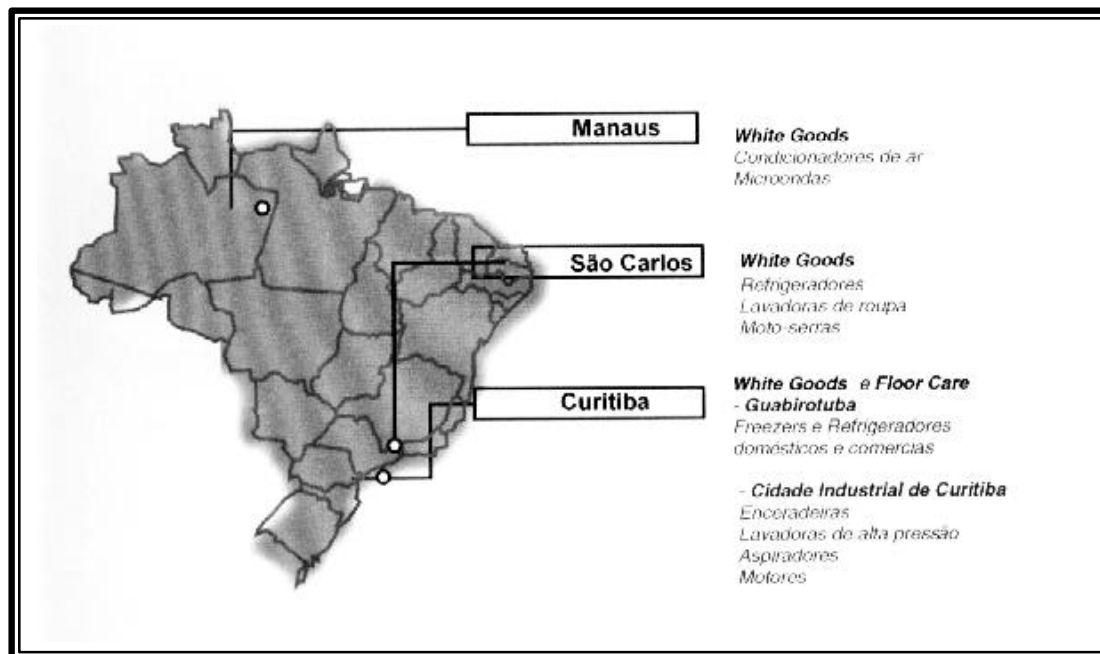 Manaus
White Goods
Condicionadores de ar
Microondas
São Carlos
White Goods
Refrigeradores
Lavadoras de roupa
Moto-serras
Curitiba
White Goods e Floor Care
- Guabirotuba
Freezers e Refrigeradores
domésticos e comercias
- Cidade Industrial de Curitiba
Enceradeiras
Lavadoras de alta pressão
Aspiradores
Motores